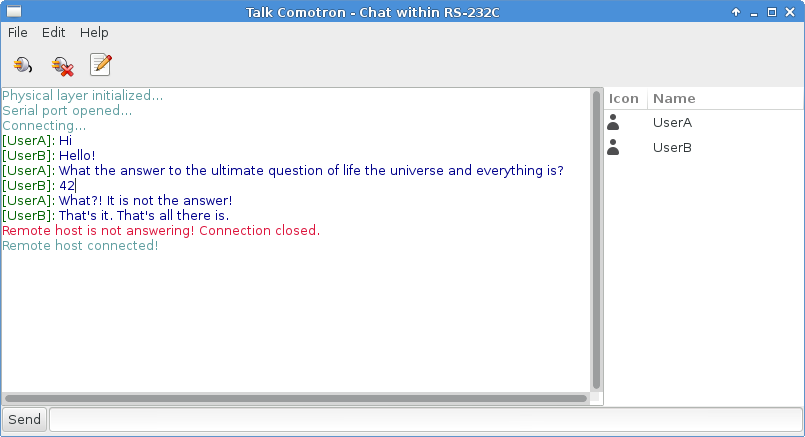 Talk Comotron - Chat within RS-232C
File Edit Help
Physical layer initialized...
Serial port opened...
Connecting...
[UserA]: Hi
[UserB]: Hello!
[UserA]: What the answer to the ultimate question of life the universe and everything is?
[UserB]: 42
[UserA]: What?! It is not the answer!
[UserB]: That's it. That's all there is.
Remote host is not answering! Connection closed.
Remote host connected!
Icon Name
UserA
UserB
Send